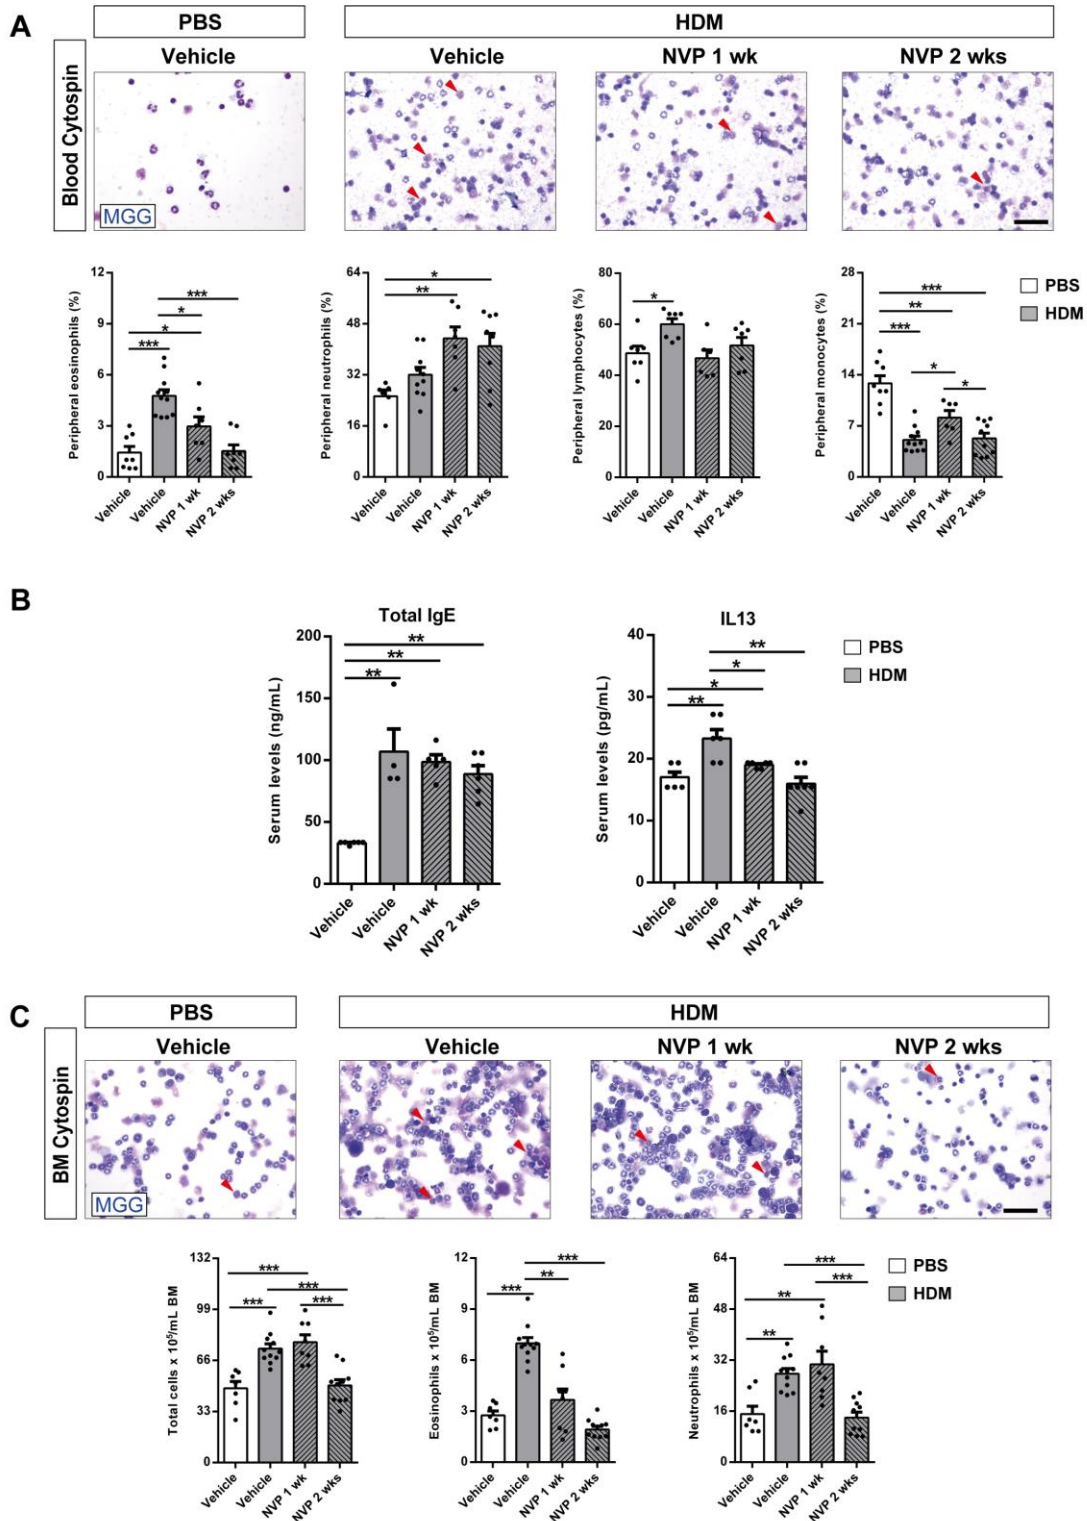 A
PBS
HDM
Blood Cytospin
Vehicle
Vehicle
NVP 1 wk
NVP 2 wks
MGG
Peripheral eosinophils (%)
12
9
6
3
0
***
*
*
***
Vehicle
Vehicle
NVP 1 wk
NVP 2 wks
Peripheral neutrophils (%)
64
48
32
16
0
*
**
Vehicle
Vehicle
NVP 1 wk
NVP 2 wks
Peripheral lymphocytes (%)
80
60
40
20
0
*
Vehicle
Vehicle
NVP 1 wk
NVP 2 wks
Peripheral monocytes (%)
28
21
14
7
0
***
**
***
*
*
Vehicle
Vehicle
NVP 1 wk
NVP 2 wks
PBS
HDM
B
Total IgE
Serum levels (ng/mL)
200
150
100
50
0
**
**
**
Vehicle
Vehicle
NVP 1 wk
NVP 2 wks
IL13
Serum levels (pg/mL)
40
30
20
10
0
**
*
*
**
Vehicle
Vehicle
NVP 1 wk
NVP 2 wks
PBS
HDM
C
PBS
HDM
BM Cytospin
Vehicle
Vehicle
NVP 1 wk
NVP 2 wks
MGG
Total cells x 10⁵/mL BM
132
99
66
33
0
***
***
***
***
Vehicle
Vehicle
NVP 1 wk
NVP 2 wks
Eosinophils x 10⁵/mL BM
12
9
6
3
0
***
**
***
Vehicle
Vehicle
NVP 1 wk
NVP 2 wks
Neutrophils x 10⁵/mL BM
64
48
32
16
0
***
***
**
**
Vehicle
Vehicle
NVP 1 wk
NVP 2 wks
PBS
HDM